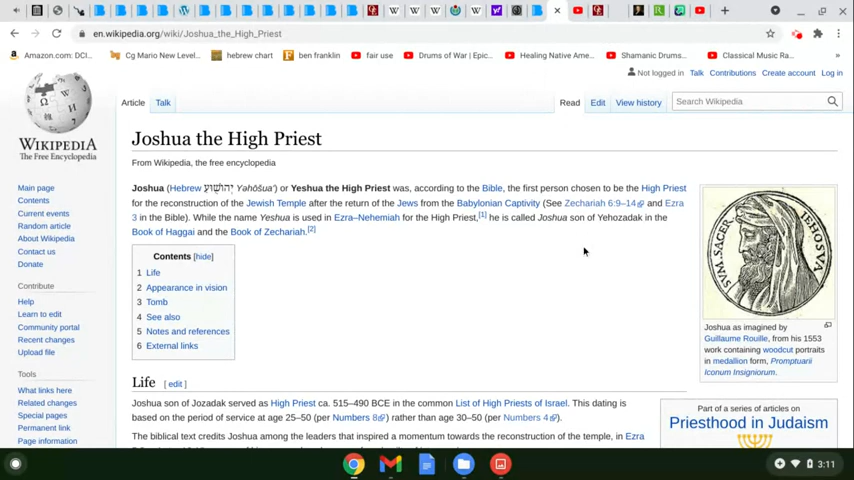 en.wikipedia.org/wiki/Joshua_the_High_Priest
Amazon.com: DCI...
Cg Mario New Level...
hebrew chart
ben franklin
fair use
Drums of War | Epic...
Healing Native Ame...
Shamanic Drums...
Classical Music Ra...
Not logged in Talk Contributions Create account Log in
Article Talk
Read Edit View history
Search Wikipedia
WIKIPEDIA
The Free Encyclopedia
Main page
Contents
Current events
Random article
About Wikipedia
Contact us
Donate
Contribute
Help
Learn to edit
Community portal
Recent changes
Upload file
Tools
What links here
Related changes
Special pages
Permanent link
Page information
Joshua the High Priest
From Wikipedia, the free encyclopedia
Joshua (Hebrew יְהוֹשֻׁוּעַ Yəhōšua‘) or Yeshua the High Priest was, according to the Bible, the first person chosen to be the High Priest
for the reconstruction of the Jewish Temple after the return of the Jews from the Babylonian Captivity (See Zechariah 6:9–14 and Ezra
3 in the Bible). While the name Yeshua is used in Ezra–Nehemiah for the High Priest,[1] he is called Joshua son of Yehozadak in the
Book of Haggai and the Book of Zechariah.[2]
Contents [hide]
1 Life
2 Appearance in vision
3 Tomb
4 See also
5 Notes and references
6 External links
SVM. SACER. IEHOSVA
Joshua as imagined by
Guillaume Rouille, from his 1553
work containing woodcut portraits
in medallion form, Promptuarii
Iconum Insigniorum.
Life [ edit ]
Joshua son of Jozadak served as High Priest ca. 515–490 BCE in the common List of High Priests of Israel. This dating is
based on the period of service at age 25–50 (per Numbers 8) rather than age 30–50 (per Numbers 4).
The biblical text credits Joshua among the leaders that inspired a momentum towards the reconstruction of the temple, in Ezra
Part of a series of articles on
Priesthood in Judaism
3:11